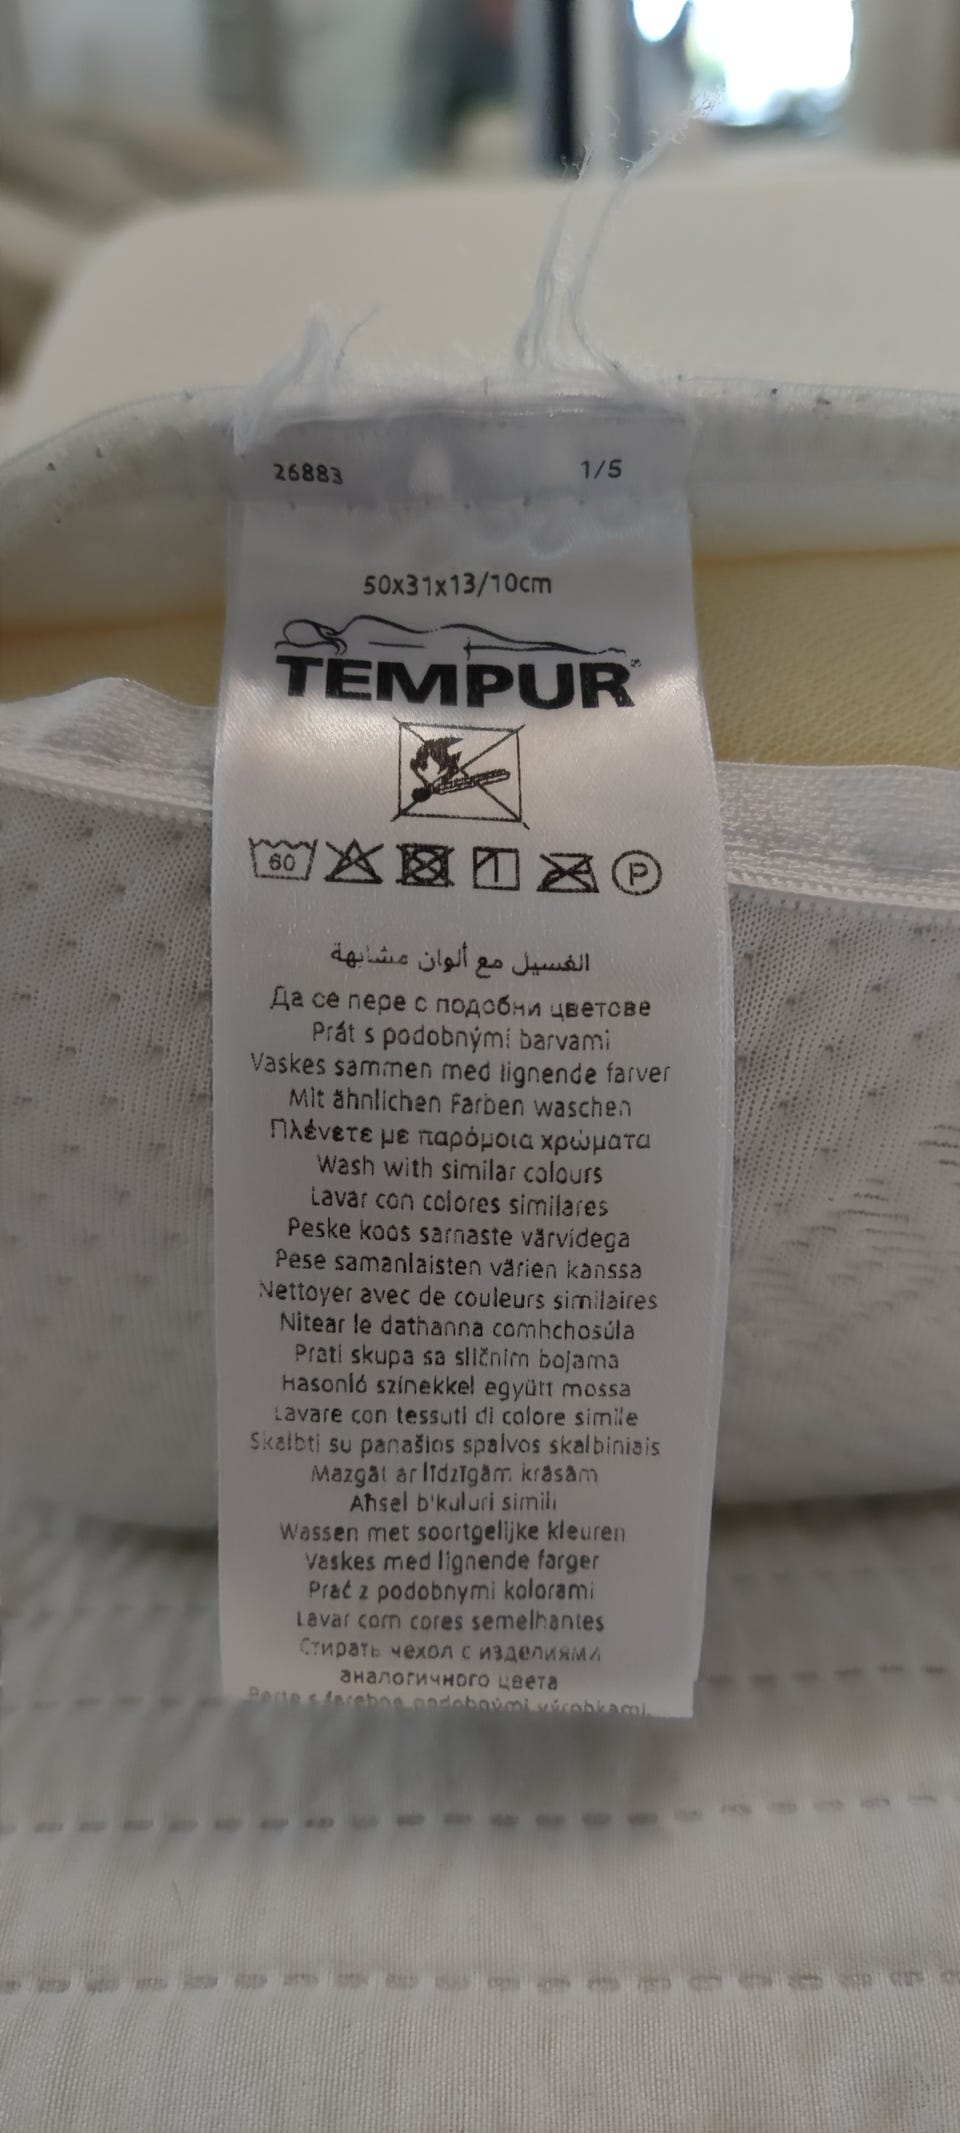 26883 1/5
50x31x13/10cm
TEMPUR®
60 P
الغسيل مع ألوان مشابهة
Да се пере с подобни цветове
Prát s podobnými barvami
Vaskes sammen med lignende farver
Mit ähnlichen Farben waschen
Πλένετε με παρόμοια χρώματα
Wash with similar colours
Lavar con colores similares
Peske koos sarnaste värvidega
Pese samanlaisten värien kanssa
Nettoyer avec de couleurs similaires
Nitear le dathanna comhchosúla
Prati skupa sa sličnim bojama
Hasonló színekkel együtt mossa
Lavare con tessuti di colore simile
Skalbti su panašios spalvos skalbiniais
Mazgāt ar līdzīgām krāsām
Aħsel b'kuluri simili
Wassen met soortgelijke kleuren
Vaskes med lignende farger
Prać z podobnymi kolorami
Lavar com cores semelhantes
Стирать чехол с изделиями
аналогичного цвета
Perte s farebne podobnými výrobkami.